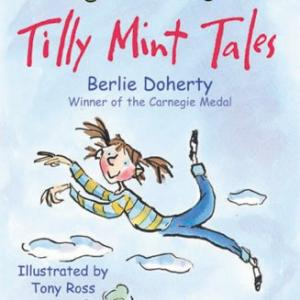 Tilly Mint Tales
Berlie Doherty
Winner of the Carnegie Medal
Illustrated by
Tony Ross